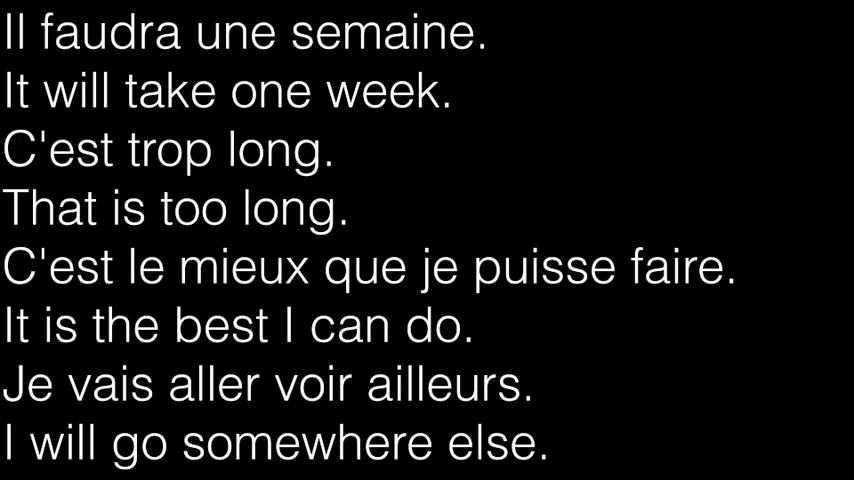 Il faudra une semaine.
It will take one week.
C'est trop long.
That is too long.
C'est le mieux que je puisse faire.
It is the best I can do.
Je vais aller voir ailleurs.
I will go somewhere else.